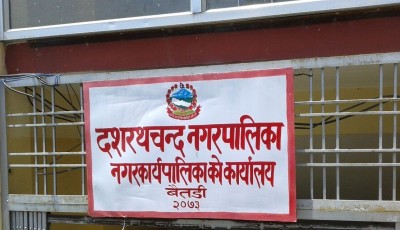 दशरथचन्द नगरपालिका
नगरकार्यपालिकाको कार्यालय
बैतडी
२०७३